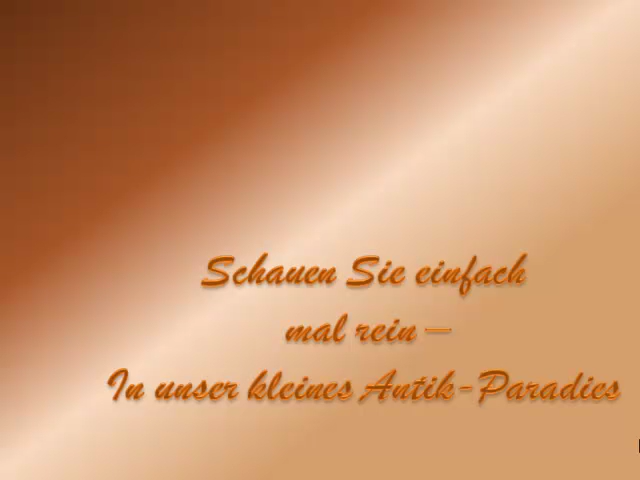 Schauen Sie einfach
mal rein –
In unser kleines Antik-Paradies